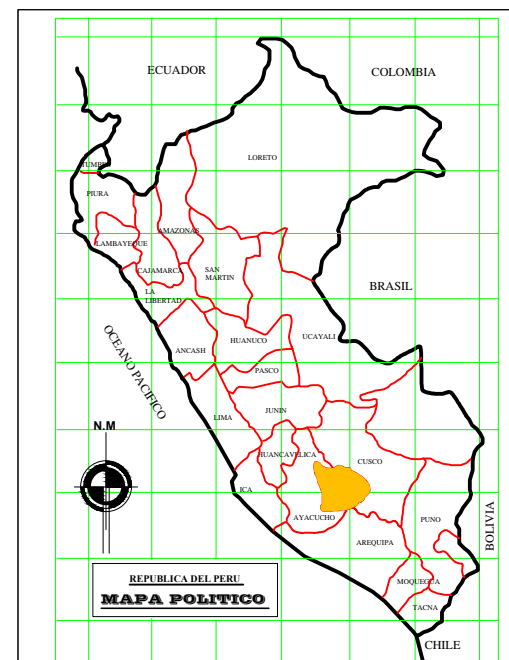 ECUADOR
COLOMBIA
LORETO
TUMBES
PIURA
AMAZONAS
LAMBAYEQUE
CAJAMARCA
SAN
MARTIN
BRASIL
LA
LIBERTAD
OCEANO PACIFICO
HUANUCO
UCAYALI
ANCASH
PASCO
LIMA
JUNIN
N.M
HUANCAVELICA
CUSCO
ICA
AYACUCHO
PUNO
BOLIVIA
AREQUIPA
REPUBLICA DEL PERU
MAPA POLITICO
MOQUEGUA
TACNA
CHILE